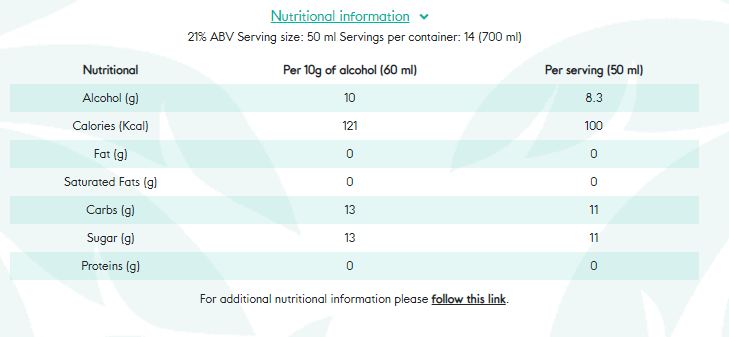 Nutritional information
21% ABV Serving size: 50 ml Servings per container: 14 (700 ml)
Nutritional Per 10g of alcohol (60 ml) Per serving (50 ml)
Alcohol (g) 10 8.3
Calories (Kcal) 121 100
Fat (g) 0 0
Saturated Fats (g) 0 0
Carbs (g) 13 11
Sugar (g) 13 11
Proteins (g) 0 0
For additional nutritional information please follow this link.